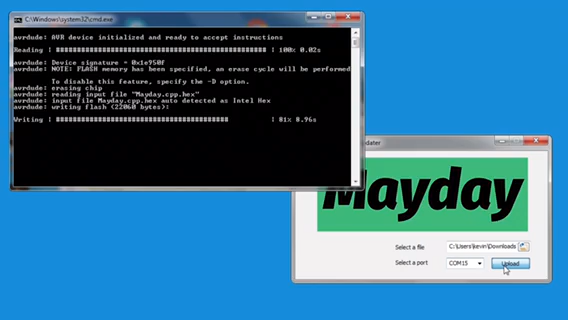 C:\Windows\system32\cmd.exe
avrdude: AVR device initialized and ready to accept instructions
Reading | ################################################## | 100% 0.02s
avrdude: Device signature = 0x1e950f
avrdude: NOTE: FLASH memory has been specified, an erase cycle will be performed
To disable this feature, specify the -D option.
avrdude: erasing chip
avrdude: reading input file "Mayday.cpp.hex"
avrdude: input file Mayday.cpp.hex auto detected as Intel Hex
avrdude: writing flash (22060 bytes):
Writing | ######################################## | 81% 8.96s
dater
Mayday
Select a file C:\Users\kevin\Downloads
Select a port COM15 Upload